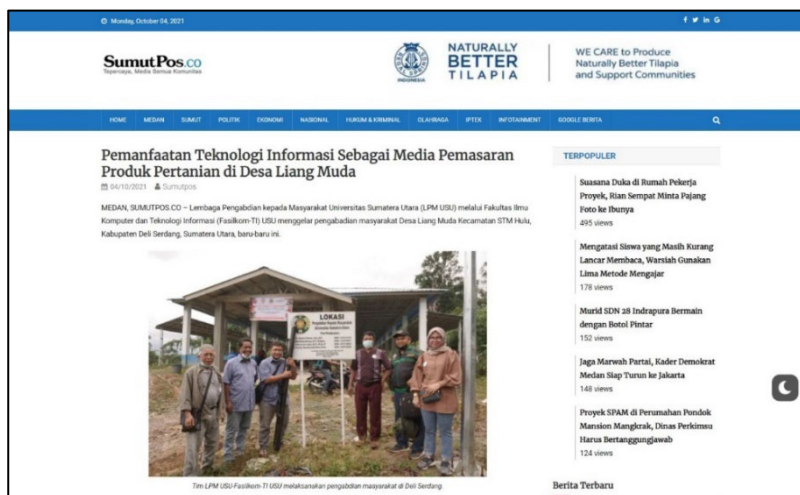 Monday, October 04, 2021
SumutPos.co
Tepercaya, Media Semua Komunitas
INDONESIA
NATURALLY
BETTER
TILAPIA
WE CARE to Produce
Naturally Better Tilapia
and Support Communities
HOME MEDAN SUMUT POLITIK EKONOMI NASIONAL HUKUM & KRIMINAL OLAHRAGA IPTEK INFOTAINMENT GOOGLE BERITA
Pemanfaatan Teknologi Informasi Sebagai Media Pemasaran
Produk Pertanian di Desa Liang Muda
04/10/2021 Sumutpos
MEDAN, SUMUTPOS.CO – Lembaga Pengabdian kepada Masyarakat Universitas Sumatera Utara (LPM USU) melalui Fakultas Ilmu
Komputer dan Teknologi Informasi (Fasilkom-TI) USU menggelar pengabadian masyarakat Desa Liang Muda Kecamatan STM Hulu,
Kabupaten Deli Serdang, Sumatera Utara, baru-baru ini.
LOKASI
Tim LPM USU-Fasilkom-TI USU melaksanakan pengabdian masyarakat di Deli Serdang.
TERPOPULER
Suasana Duka di Rumah Pekerja
Proyek, Rian Sempat Minta Pajang
Foto ke Ibunya
495 views
Mengatasi Siswa yang Masih Kurang
Lancar Membaca, Warsiah Gunakan
Lima Metode Mengajar
178 views
Murid SDN 28 Indrapura Bermain
dengan Botol Pintar
152 views
Jaga Marwah Partai, Kader Demokrat
Medan Siap Turun ke Jakarta
148 views
Proyek SPAM di Perumahan Pondok
Mansion Mangkrak, Dinas Perkimsu
Harus Bertanggungjawab
124 views
Berita Terbaru